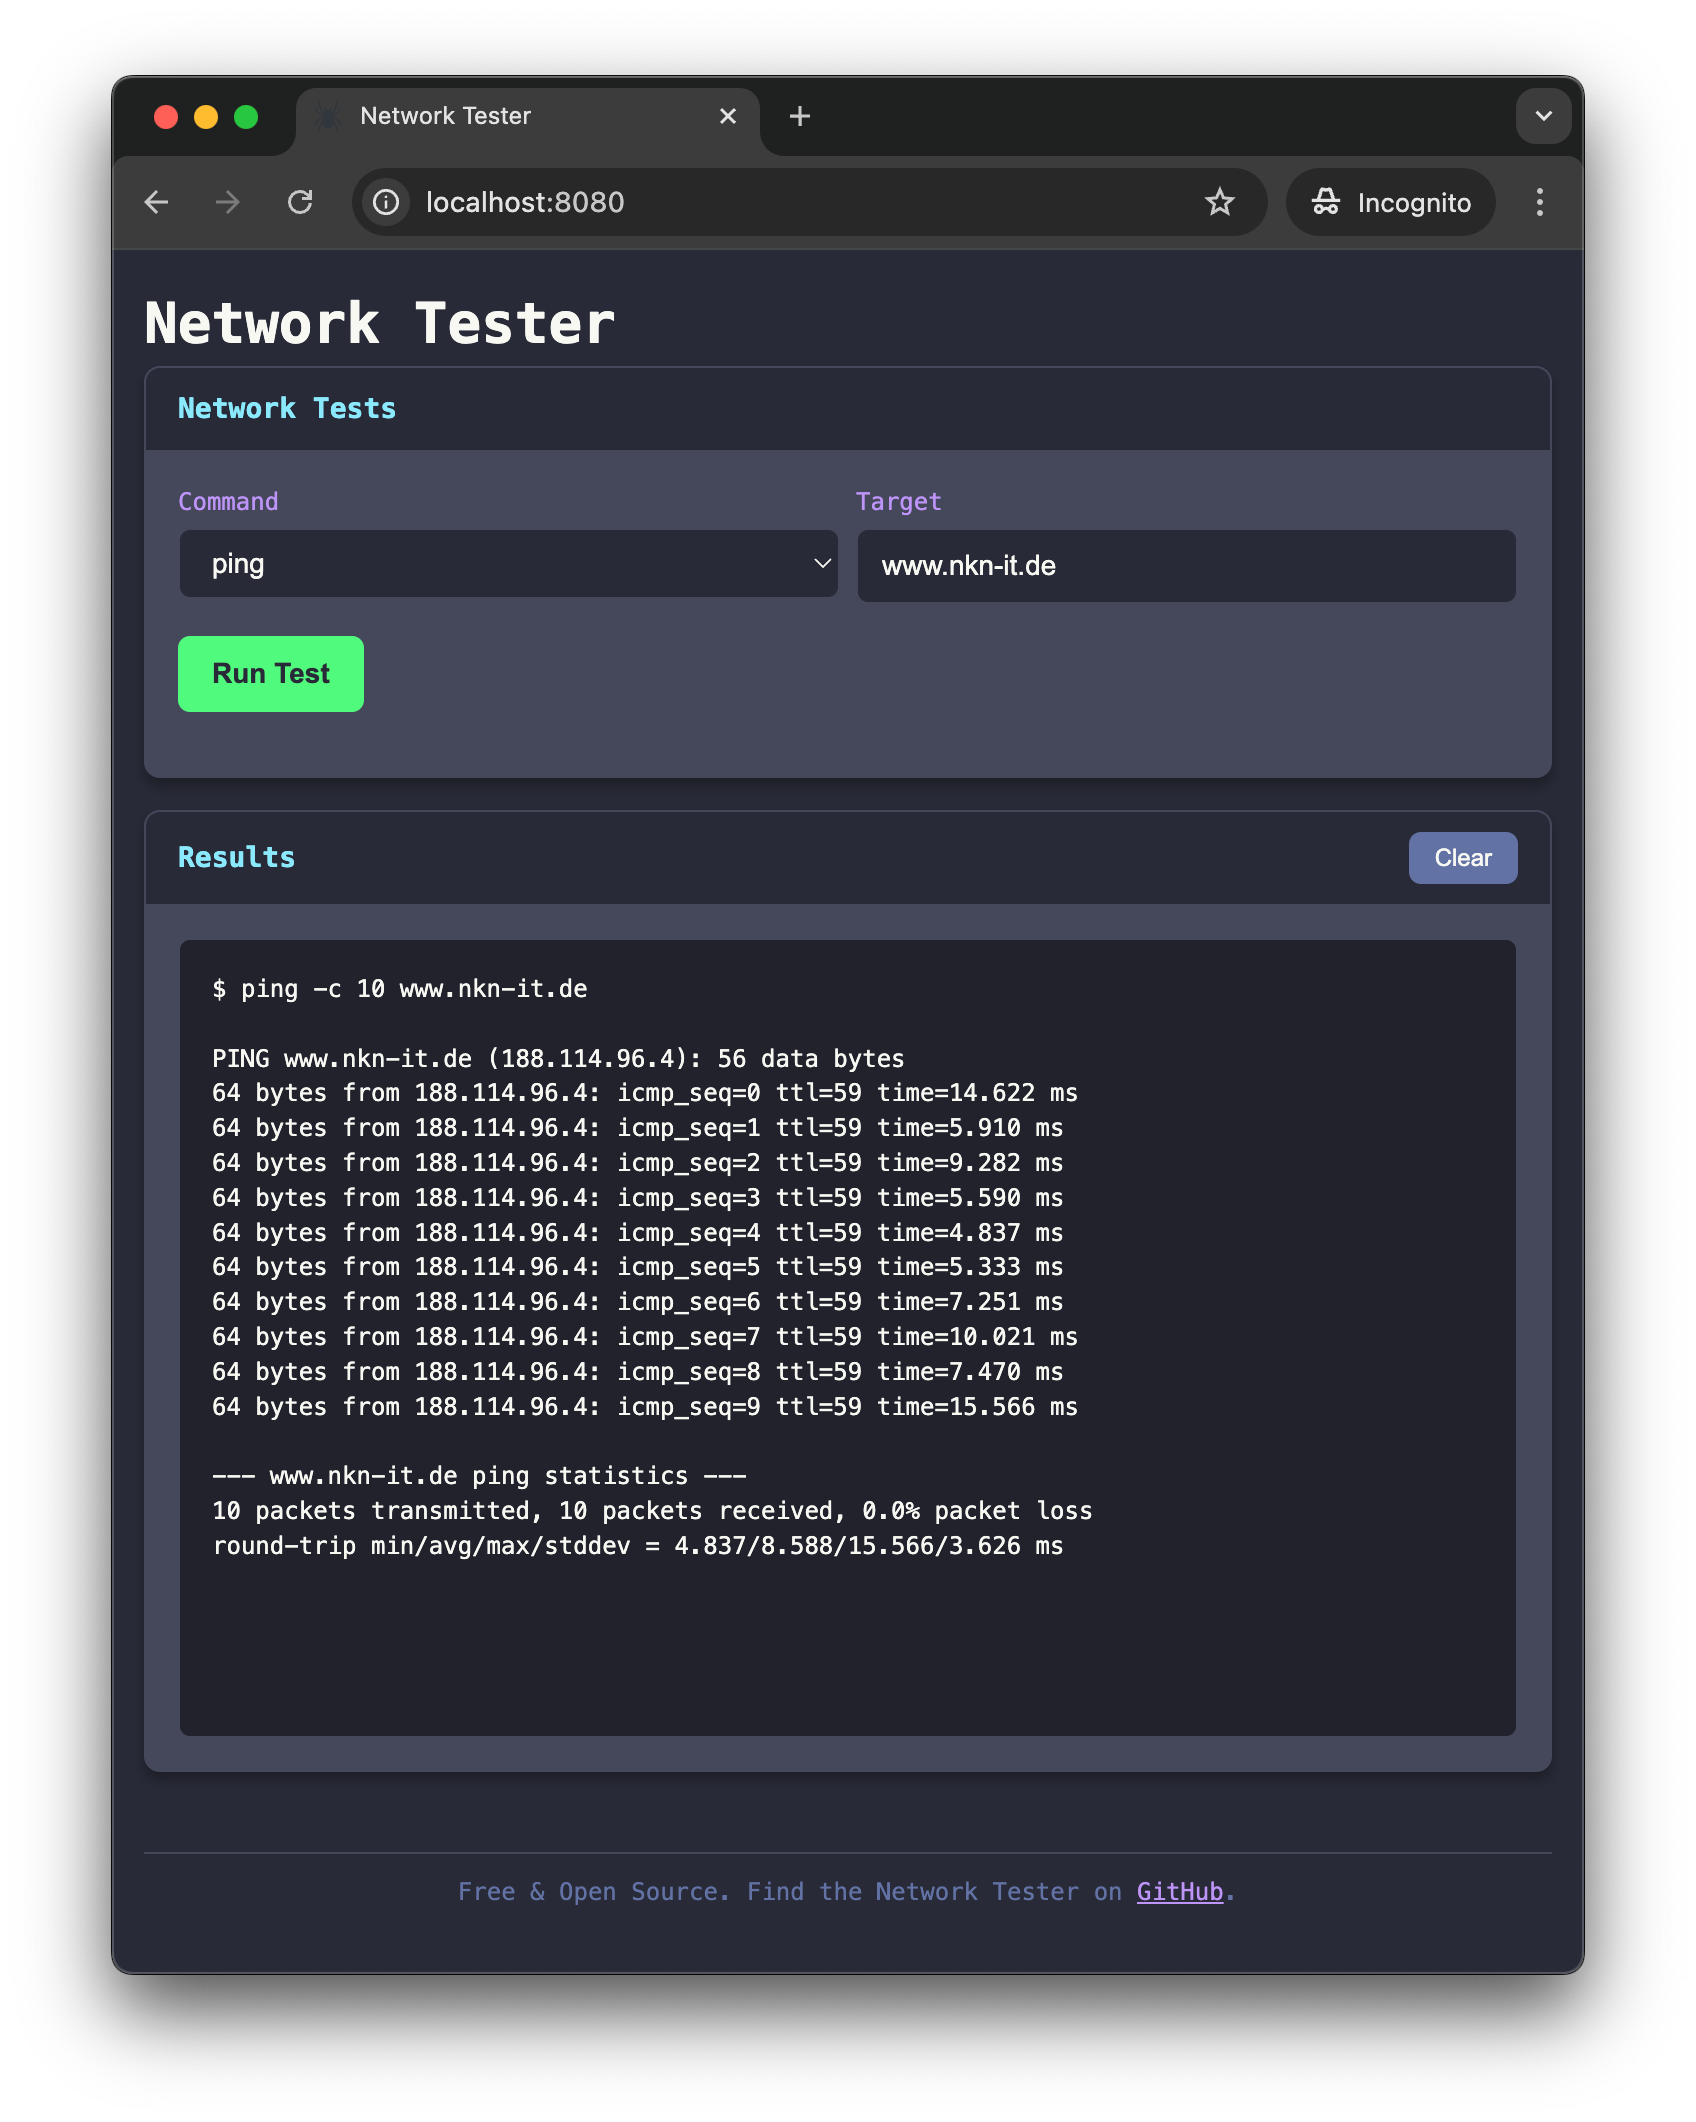 Network Tester
localhost:8080
Incognito
Network Tester
Network Tests
Command Target
ping www.nkn-it.de
Run Test
Results Clear
$ ping -c 10 www.nkn-it.de
PING www.nkn-it.de (188.114.96.4): 56 data bytes
64 bytes from 188.114.96.4: icmp_seq=0 ttl=59 time=14.622 ms
64 bytes from 188.114.96.4: icmp_seq=1 ttl=59 time=5.910 ms
64 bytes from 188.114.96.4: icmp_seq=2 ttl=59 time=9.282 ms
64 bytes from 188.114.96.4: icmp_seq=3 ttl=59 time=5.590 ms
64 bytes from 188.114.96.4: icmp_seq=4 ttl=59 time=4.837 ms
64 bytes from 188.114.96.4: icmp_seq=5 ttl=59 time=5.333 ms
64 bytes from 188.114.96.4: icmp_seq=6 ttl=59 time=7.251 ms
64 bytes from 188.114.96.4: icmp_seq=7 ttl=59 time=10.021 ms
64 bytes from 188.114.96.4: icmp_seq=8 ttl=59 time=7.470 ms
64 bytes from 188.114.96.4: icmp_seq=9 ttl=59 time=15.566 ms
--- www.nkn-it.de ping statistics ---
10 packets transmitted, 10 packets received, 0.0% packet loss
round-trip min/avg/max/stddev = 4.837/8.588/15.566/3.626 ms
Free & Open Source. Find the Network Tester on GitHub.